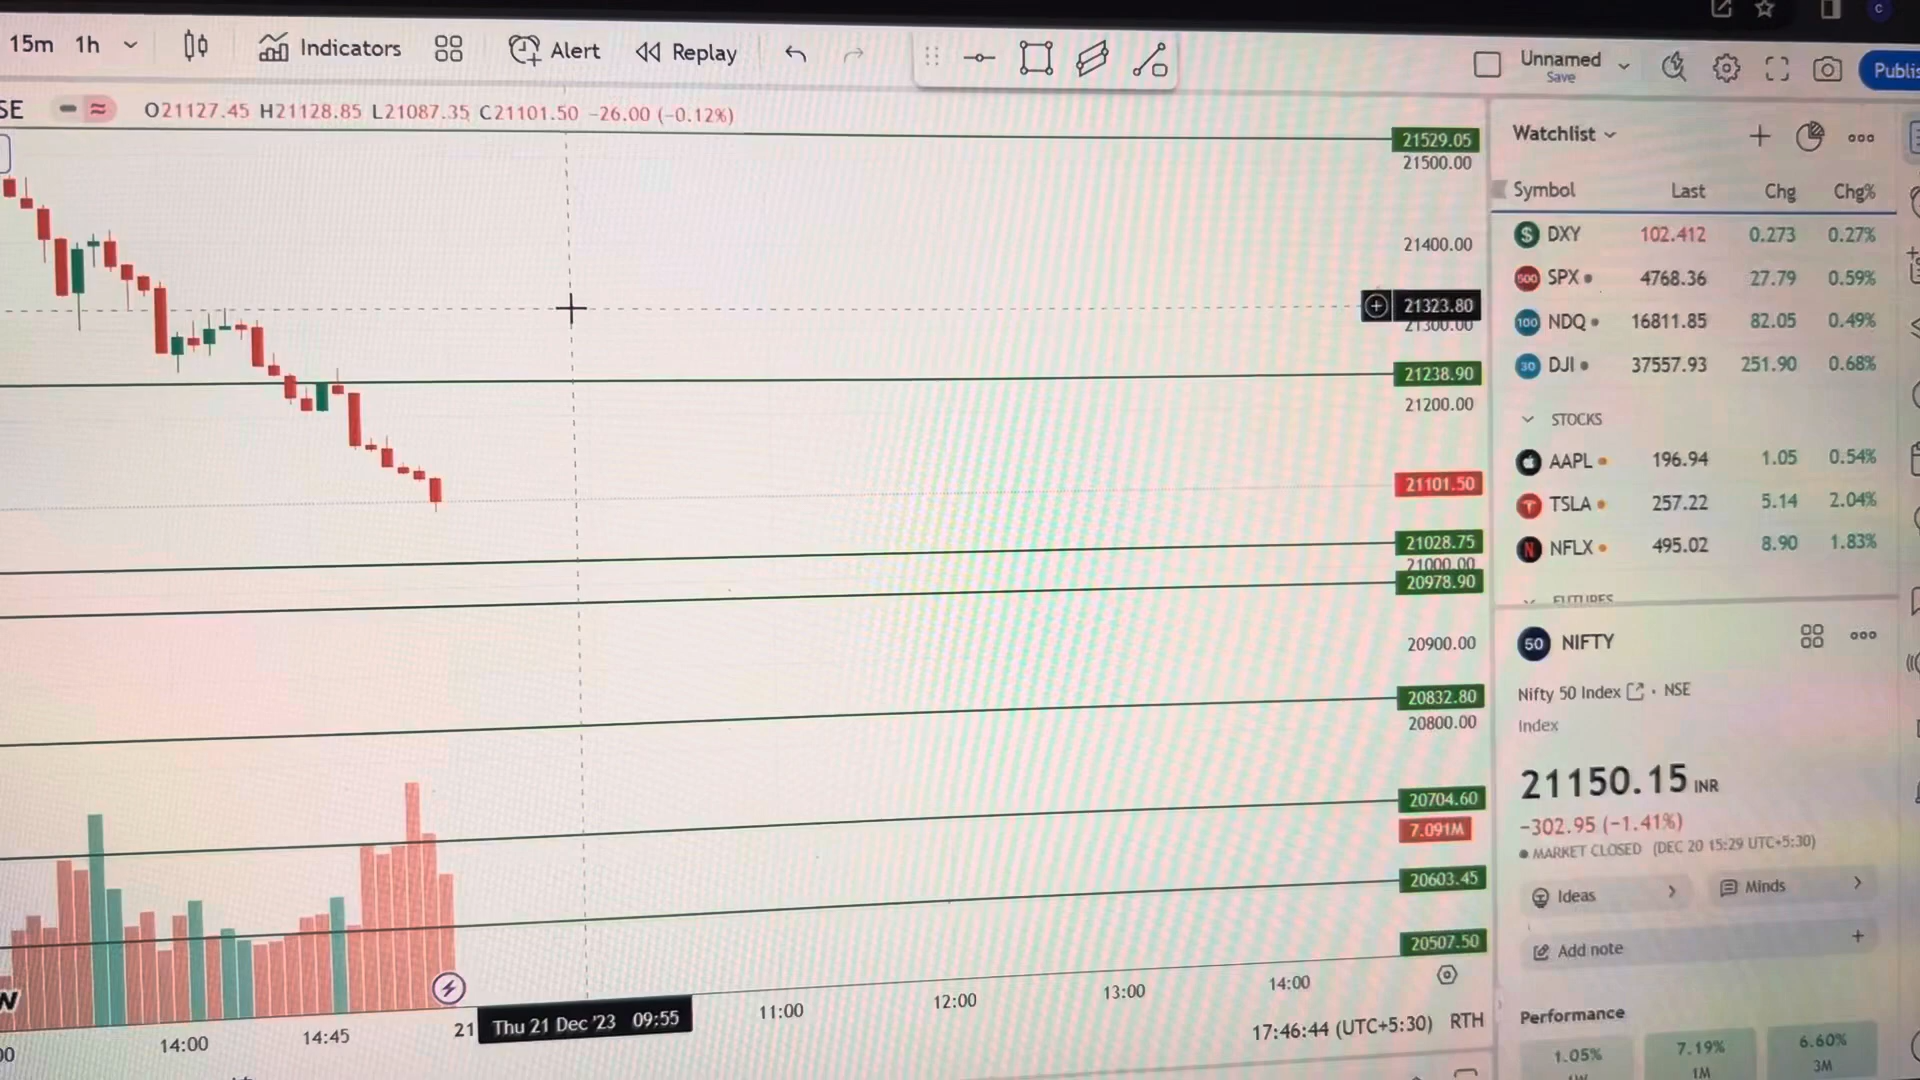 15m 1h Indicators Alert Replay Unnamed Publis
Save
SE O21127.45 H21128.85 L21087.35 C21101.50 −26.00 (−0.12%)
21529.05
21500.00
21400.00
21323.80
21300.00
21238.90
21200.00
21101.50
21028.75
21000.00
20978.90
20900.00
20832.80
20800.00
20704.60
7.091M
20603.45
20507.50
14:00 14:45 21 Thu 21 Dec '23 09:55 11:00 12:00 13:00 14:00
17:46:44 (UTC+5:30) RTH
Watchlist
Symbol Last Chg Chg%
$ DXY 102.412 0.273 0.27%
500 SPX 4768.36 27.79 0.59%
100 NDQ 16811.85 82.05 0.49%
30 DJI 37557.93 251.90 0.68%
STOCKS
AAPL 196.94 1.05 0.54%
TSLA 257.22 5.14 2.04%
N NFLX 495.02 8.90 1.83%
FUTURES
50 NIFTY
Nifty 50 Index · NSE
Index
21150.15 INR
−302.95 (−1.41%)
MARKET CLOSED (DEC 20 15:29 UTC+5:30)
Ideas Minds
Add note
Performance
1.05% 7.19% 6.60%
1W 1M 3M